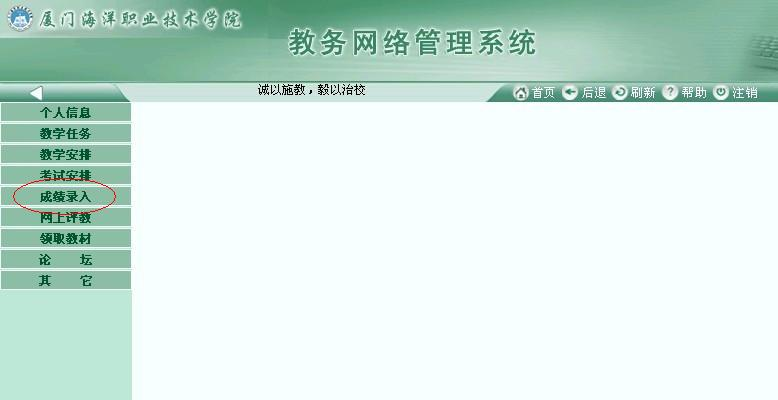 厦门海洋职业技术学院
教务网络管理系统
诚以施教，毅以治校
首页 后退 刷新 ? 帮助 注销
个人信息
教学任务
教学安排
考试安排
成绩录入
网上评教
领取教材
论 坛
其 它